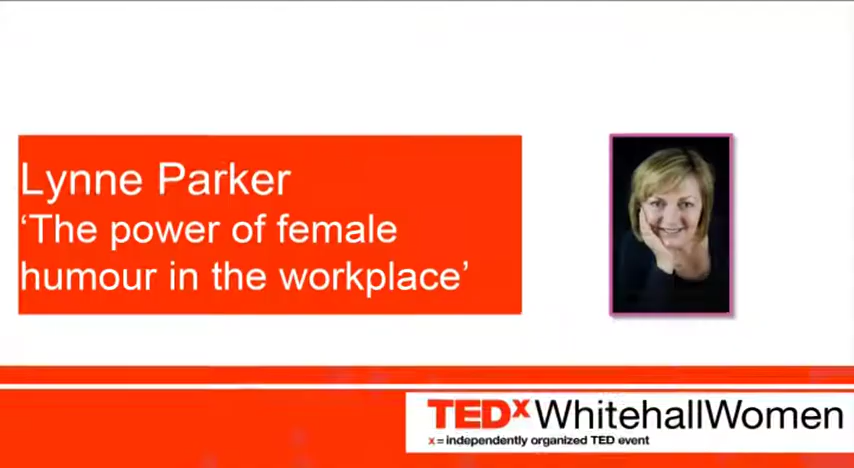 Lynne Parker
‘The power of female
humour in the workplace’
TEDxWhitehallWomen
x = independently organized TED event